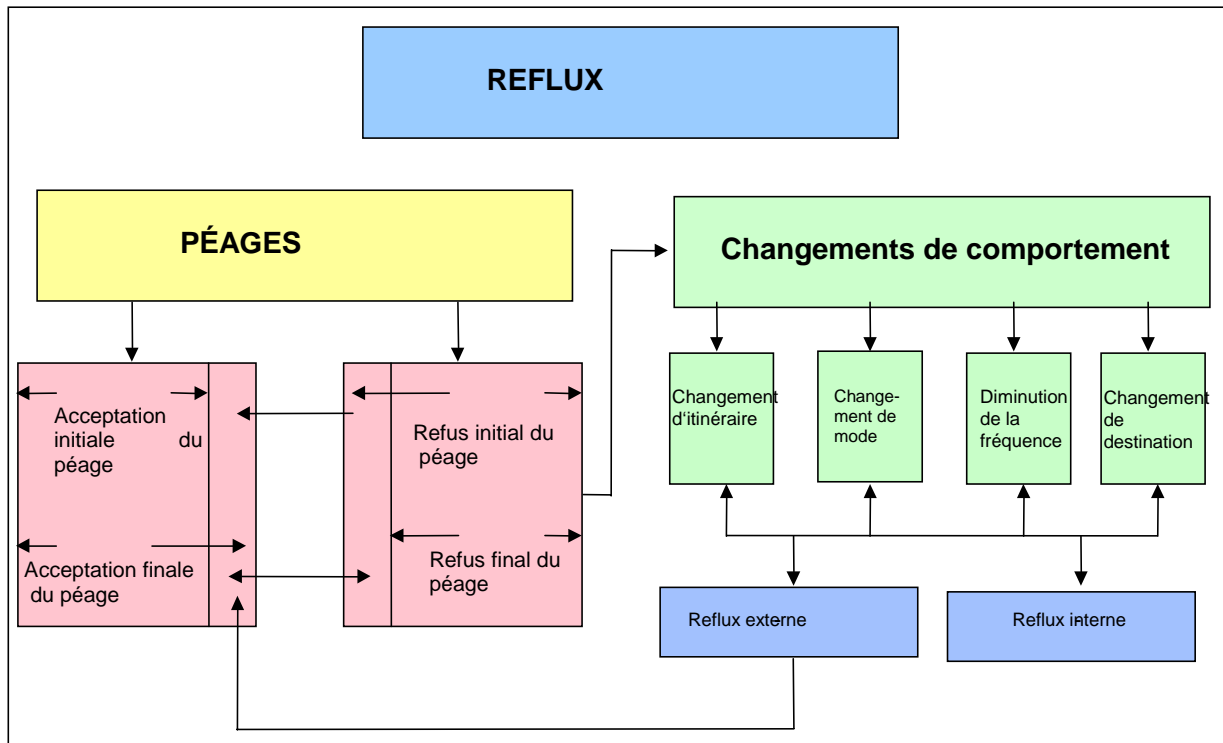 REFLUX
PÉAGES
Changements de comportement
Acceptation
initiale du
péage
Refus initial du
péage
Acceptation finale
du péage
Refus final du
péage
Changement
d'itinéraire
Change-
ment de
mode
Diminution
de la
fréquence
Changement
de
destination
Reflux externe
Reflux interne